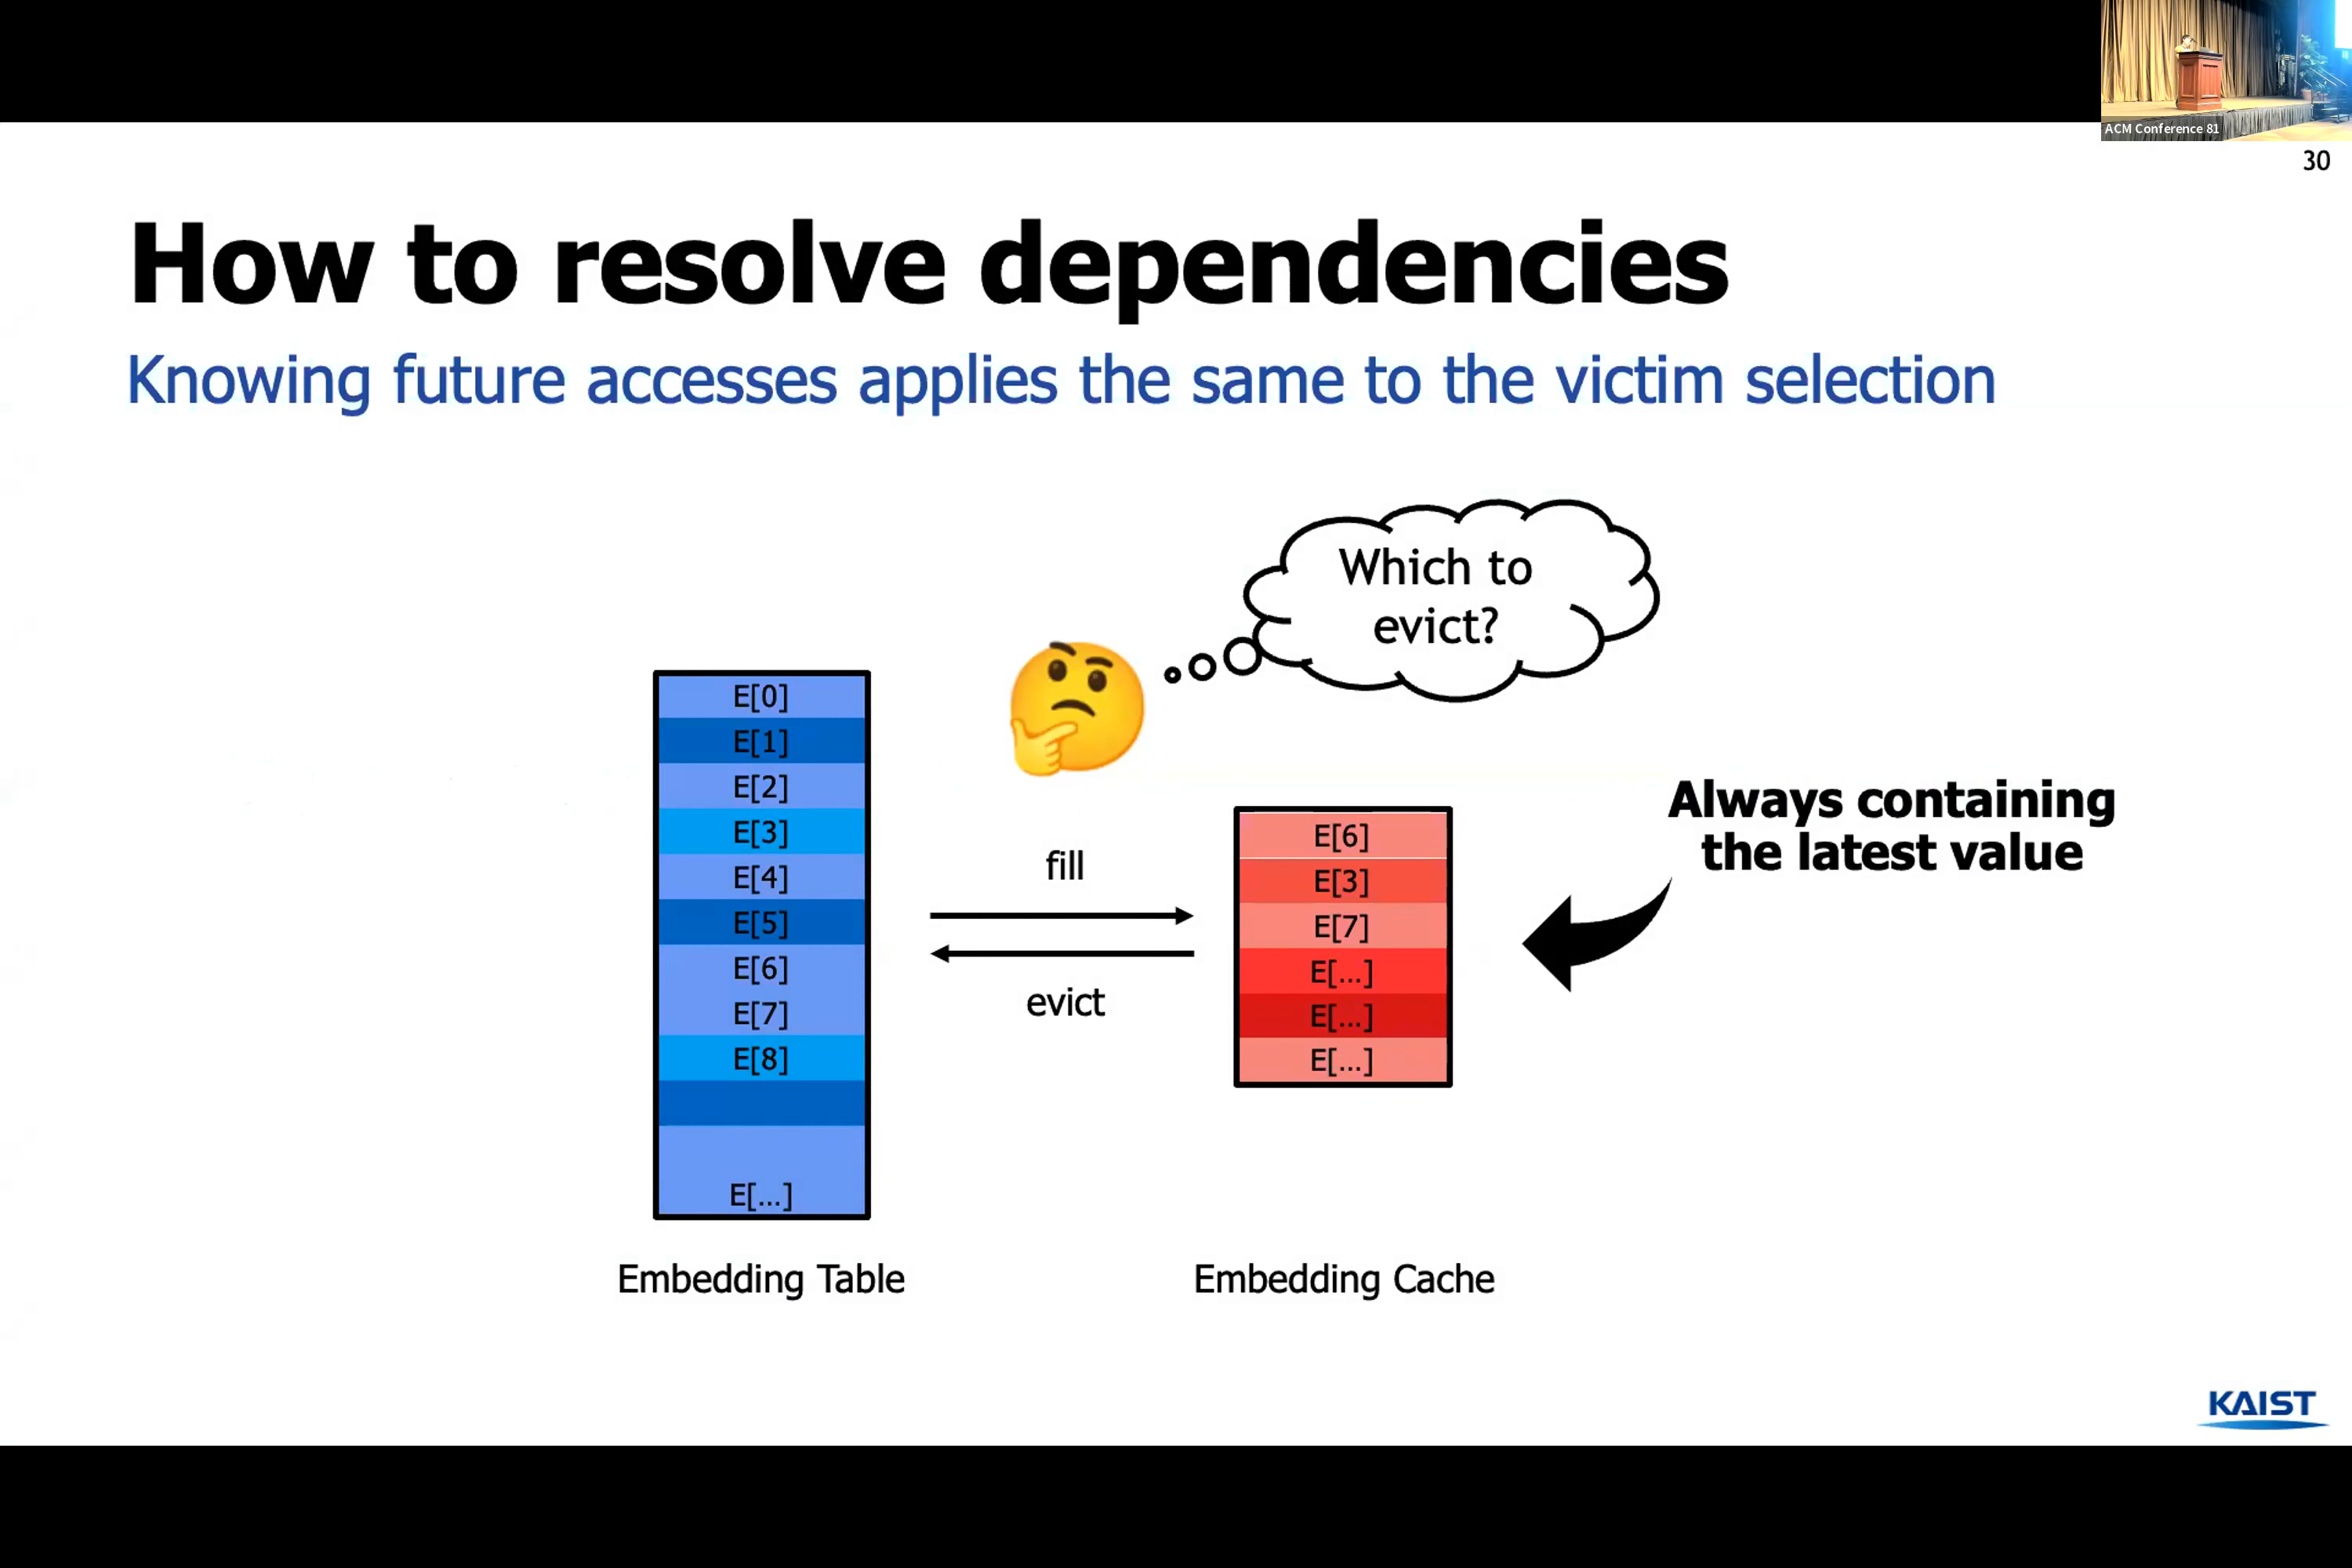 ACM Conference 81
30
How to resolve dependencies
Knowing future accesses applies the same to the victim selection
Which to
evict?
E[0]
E[1]
E[2]
E[3]
E[4]
E[5]
E[6]
E[7]
E[8]
E[...]
Embedding Table
fill
evict
E[6]
E[3]
E[7]
E[...]
E[...]
E[...]
Embedding Cache
Always containing
the latest value
KAIST